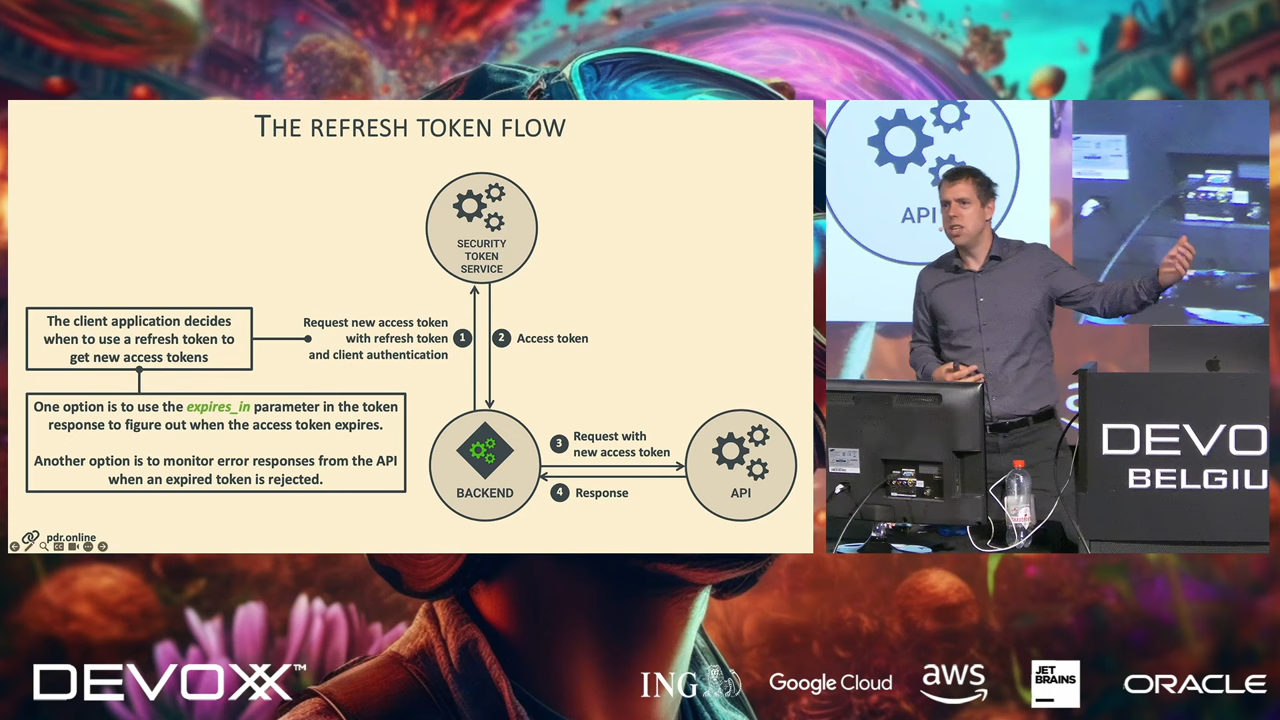 THE REFRESH TOKEN FLOW
SECURITY
TOKEN
SERVICE
The client application decides
when to use a refresh token to
get new access tokens
Request new access token
with refresh token
and client authentication
1
2
Access token
One option is to use the expires_in parameter in the token
response to figure out when the access token expires.
Another option is to monitor error responses from the API
when an expired token is rejected.
BACKEND
3
Request with
new access token
4
Response
API
pdr.online
API
DEVO
BELGIU
DEVOXX™
ING
Google Cloud
aws
JET
BRAINS
ORACLE